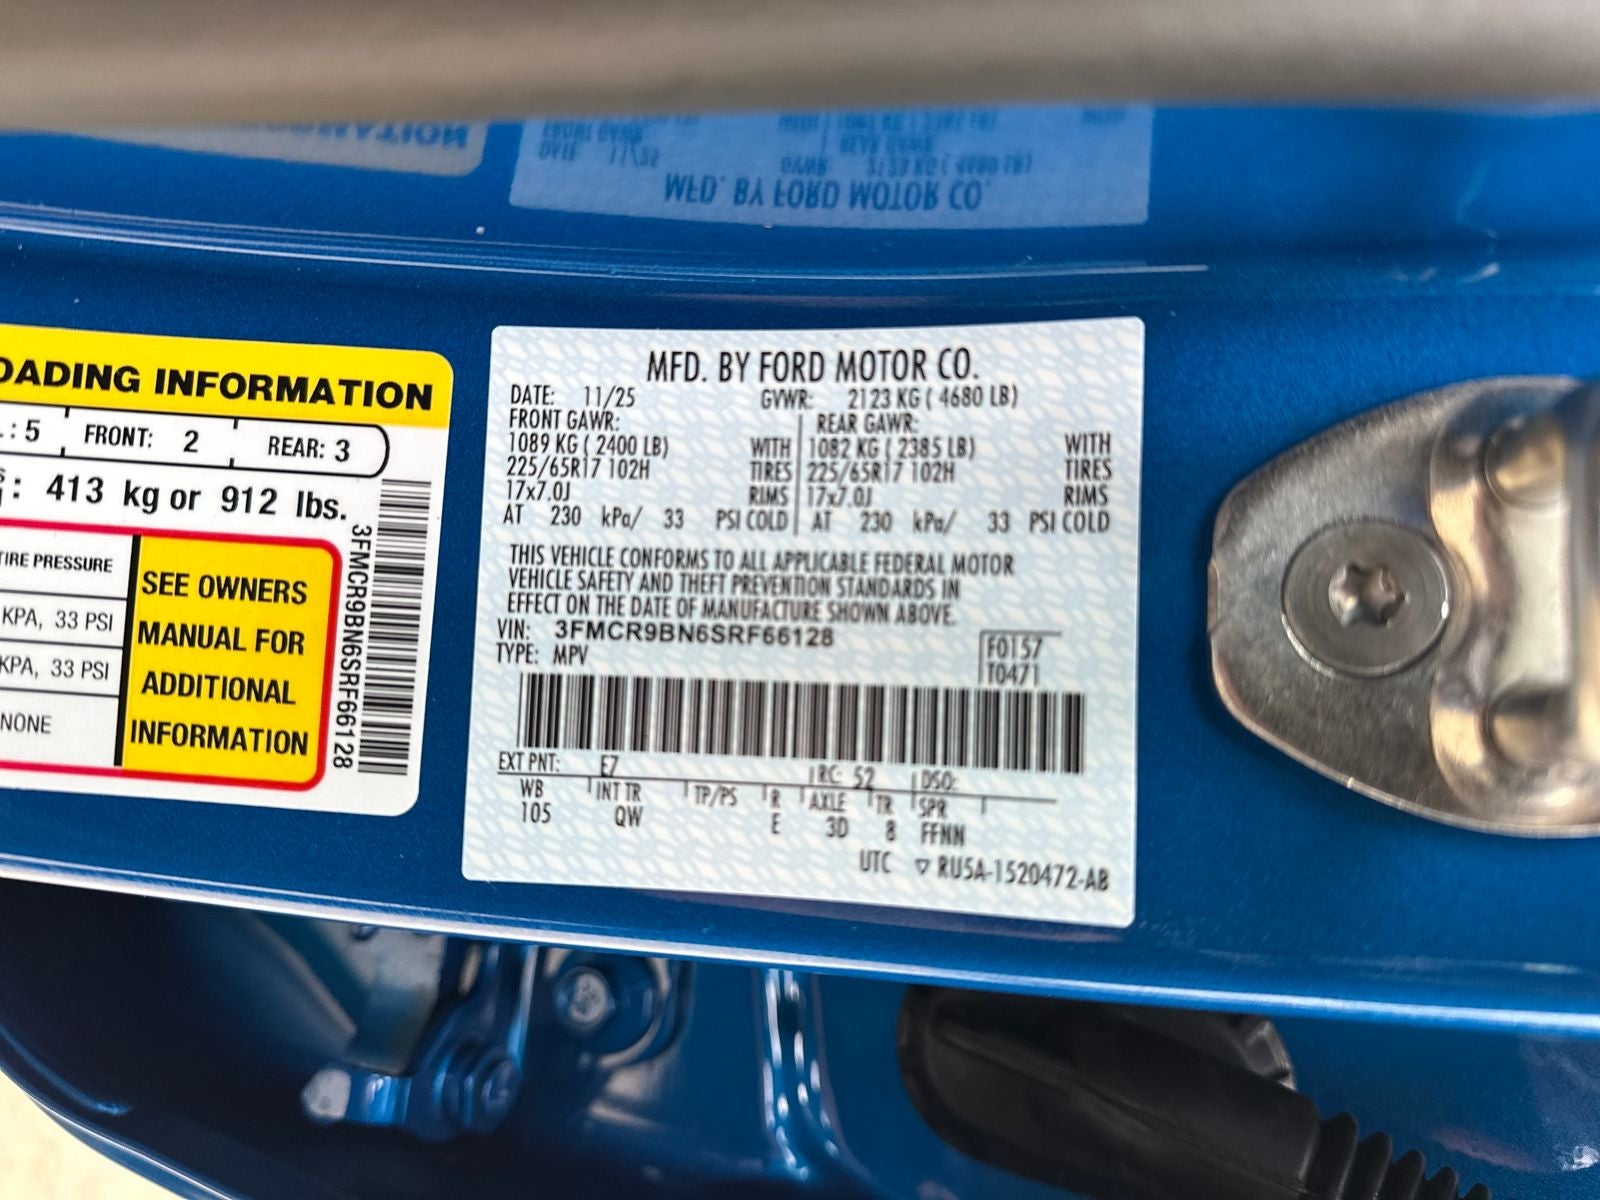 OADING INFORMATION
: 5 FRONT: 2 REAR: 3
: 413 kg or 912 lbs.
TIRE PRESSURE
KPA, 33 PSI
KPA, 33 PSI
NONE
SEE OWNERS
MANUAL FOR
ADDITIONAL
INFORMATION
3FMCR9BN6SRF66128
MFD. BY FORD MOTOR CO.
DATE: 11/25 GVWR: 2123 KG ( 4680 LB)
FRONT GAWR: REAR GAWR:
1089 KG ( 2400 LB) WITH 1082 KG ( 2385 LB) WITH
225/65R17 102H TIRES 225/65R17 102H TIRES
17x7.0J RIMS 17x7.0J RIMS
AT 230 kPa/ 33 PSI COLD AT 230 kPa/ 33 PSI COLD
THIS VEHICLE CONFORMS TO ALL APPLICABLE FEDERAL MOTOR
VEHICLE SAFETY AND THEFT PREVENTION STANDARDS IN
EFFECT ON THE DATE OF MANUFACTURE SHOWN ABOVE.
VIN: 3FMCR9BN6SRF66128
TYPE: MPV
F0157
T0471
EXT PNT: E7 RC: 52 DSO:
WB INT TR TP/PS R AXLE TR SPR
105 QW E 3D 8 FFNN
UTC ▽ RU5A-1520472-AB